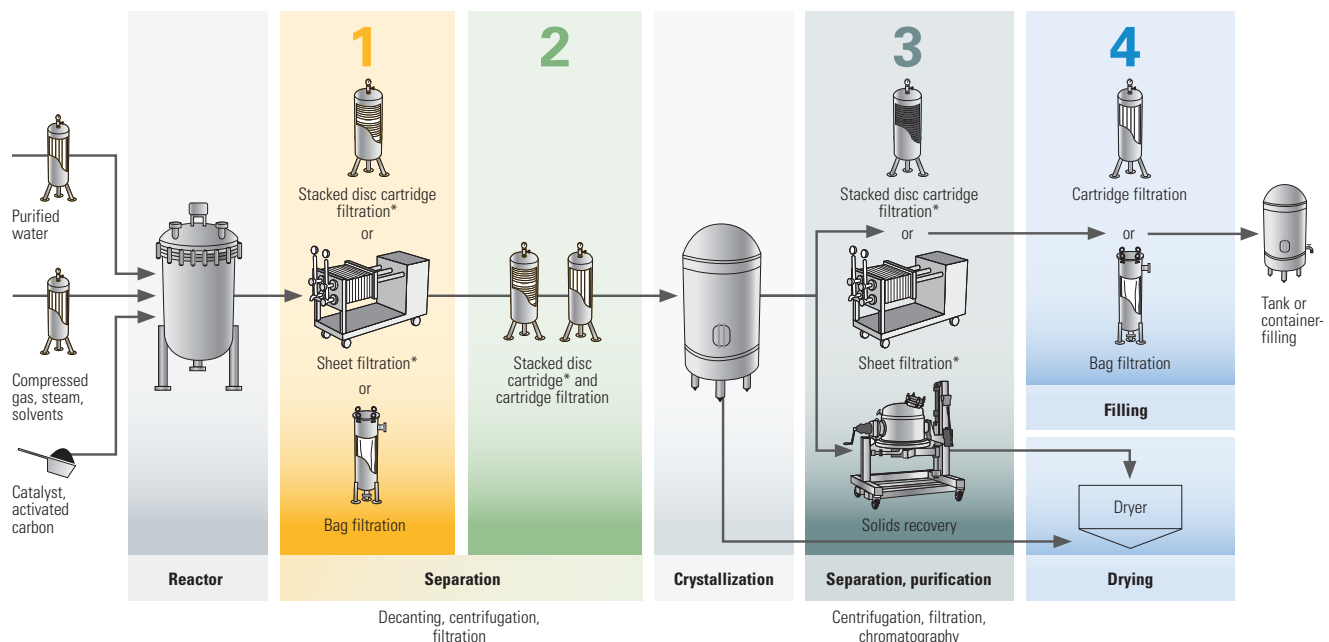 1
2
3
4
Purified
water
Compressed
gas, steam,
solvents
Catalyst,
activated
carbon
Reactor
Stacked disc cartridge
filtration*
or
Sheet filtration*
or
Bag filtration
Stacked disc
cartridge* and
cartridge filtration
Separation
Decanting, centrifugation,
filtration
Crystallization
Stacked disc cartridge
filtration*
or
Sheet filtration*
Solids recovery
Separation, purification
Centrifugation, filtration,
chromatography
Cartridge filtration
or
Bag filtration
Filling
Dryer
Drying
Tank or
container-
filling